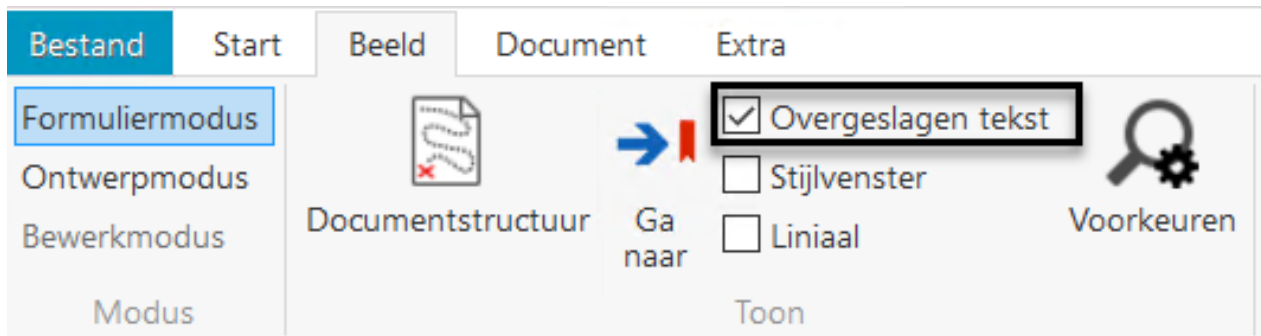 Bestand Start Beeld Document Extra
Formuliermodus
Ontwerpmodus
Bewerkmodus
Modus
Documentstructuur
Ga
naar
Overgeslagen tekst
Stijlvenster
Liniaal
Voorkeuren
Toon